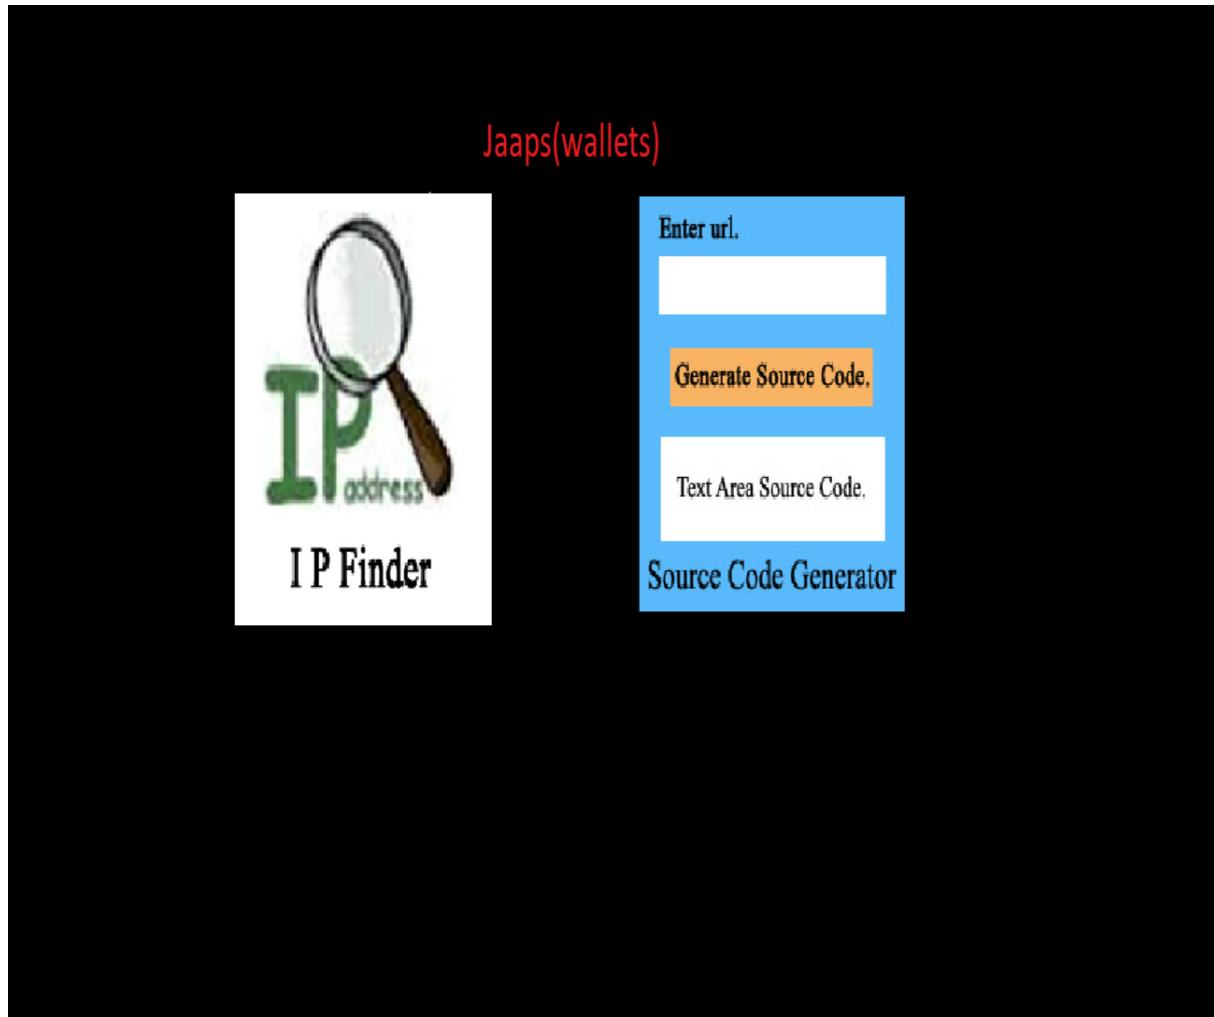 Jaaps(wallets)
IP
address
I P Finder
Enter url.
Generate Source Code.
Text Area Source Code.
Source Code Generator